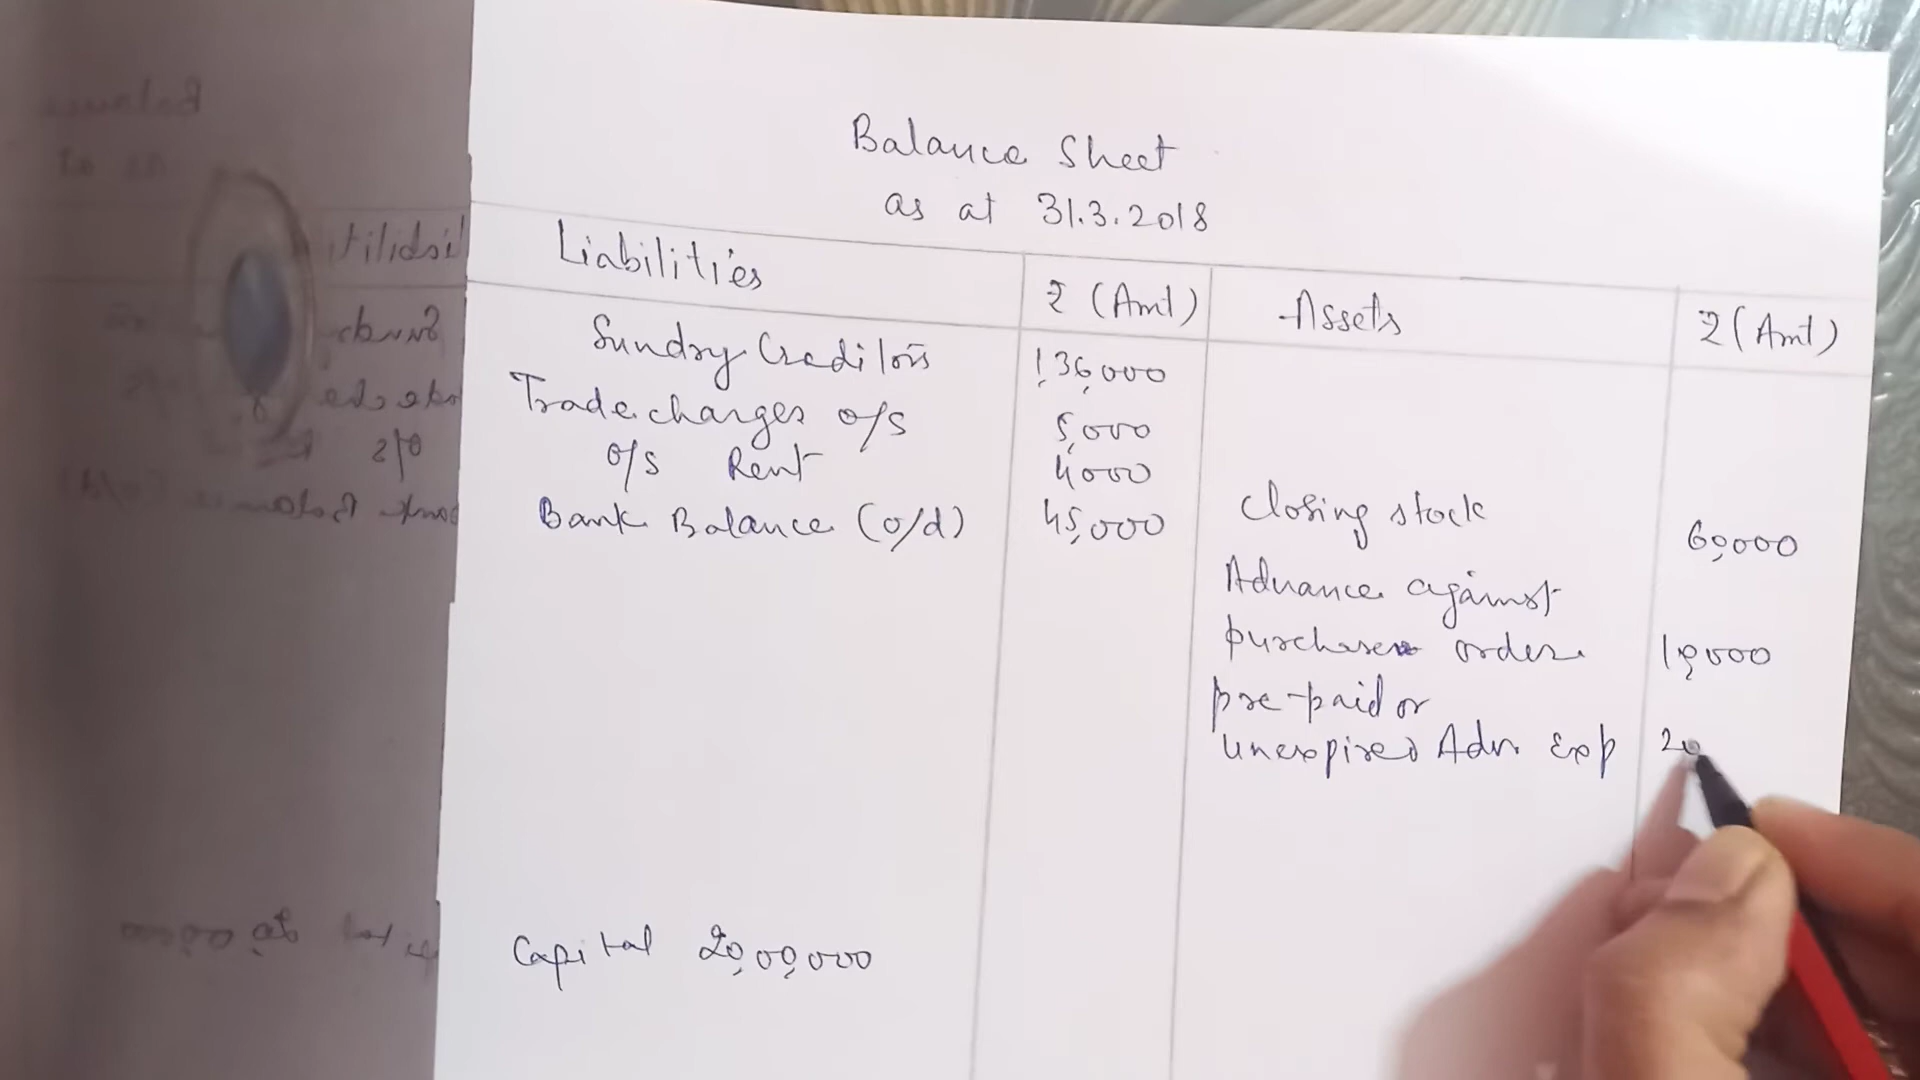 Balance Sheet
as at 31.3.2018
Liabilities
₹ (Amt)
Assets
₹ (Amt)
Sundry Creditors 1,36,000
Trade charges o/s 5,000
o/s Rent 4000
Bank Balance (o/d) 45,000
Capital 20,00,000
Closing stock 60,000
Advance against
purchase order 10,000
pre-paid or
unexpired Adv. Exp 20